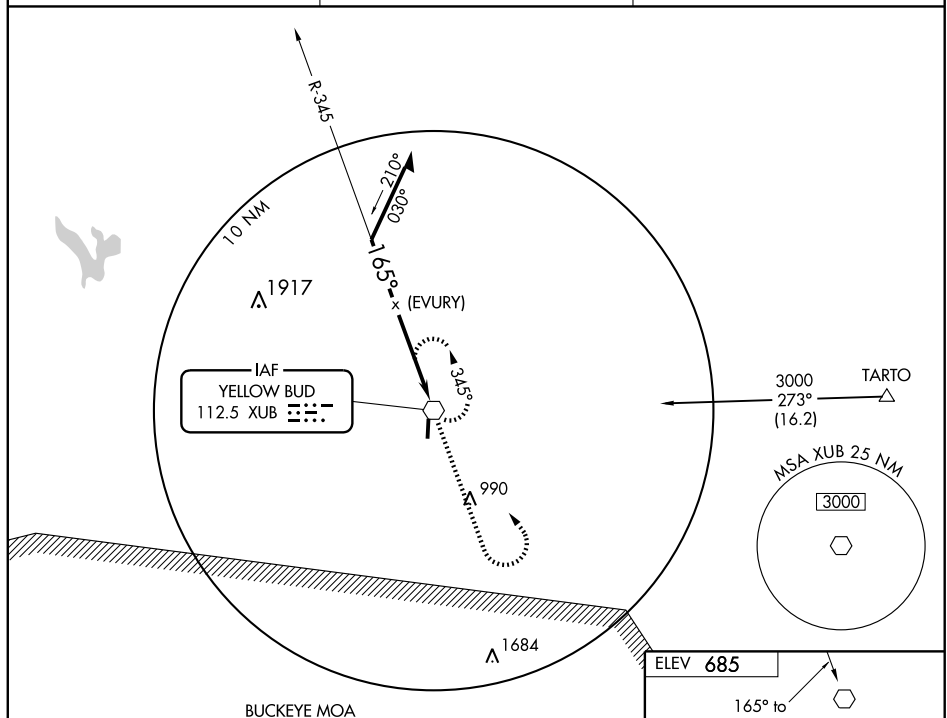 R-345
210°
030°
10 NM
165°
1917
x (EVURY)
IAF
YELLOW BUD
112.5 XUB
345°
3000
273°
(16.2)
TARTO
990
MSA XUB 25 NM
3000
1684
ELEV 685
165° to
BUCKEYE MOA